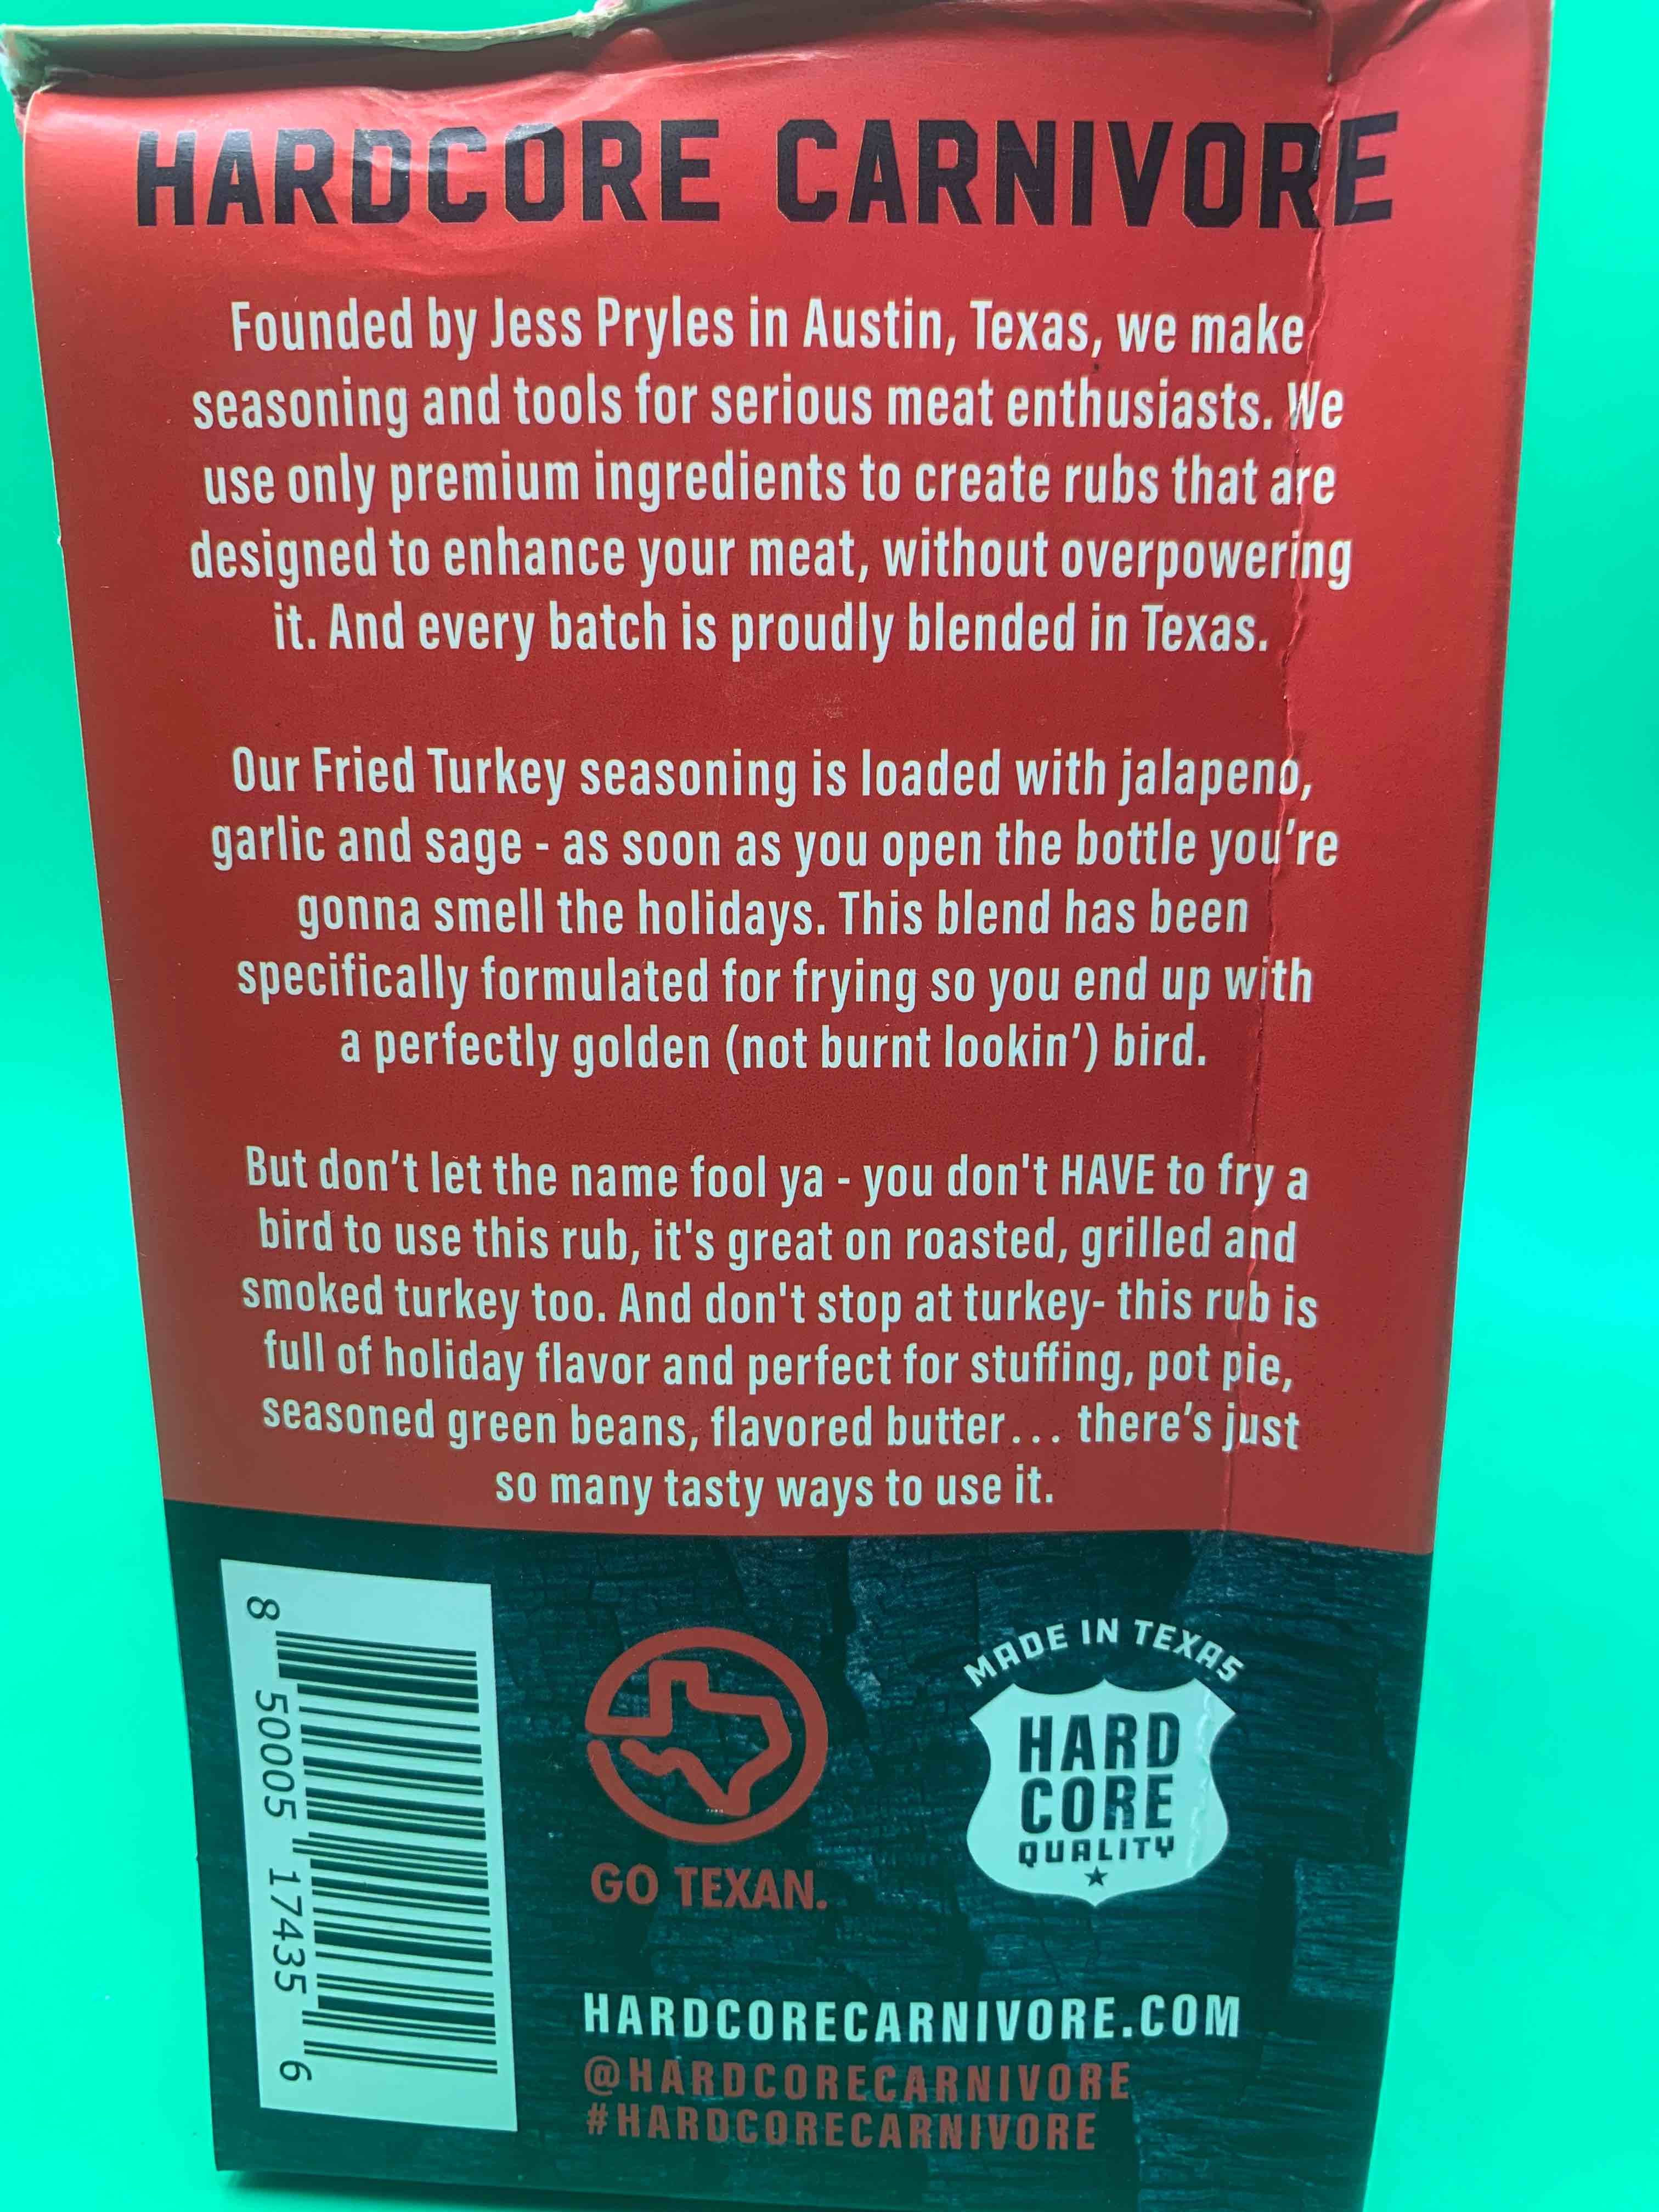 HARDCORE CARNIVORE
Founded by Jess Pryles in Austin, Texas, we make
seasoning and tools for serious meat enthusiasts. We
use only premium ingredients to create rubs that are
designed to enhance your meat, without overpowering
it. And every batch is proudly blended in Texas.
Our Fried Turkey seasoning is loaded with jalapeno,
garlic and sage - as soon as you open the bottle you're
gonna smell the holidays. This blend has been
specifically formulated for frying so you end up with
a perfectly golden (not burnt lookin’) bird.
But don’t let the name fool ya - you don't HAVE to fry a
bird to use this rub, it's great on roasted, grilled and
smoked turkey too. And don't stop at turkey- this rub is
full of holiday flavor and perfect for stuffing, pot pie,
seasoned green beans, flavored butter... there’s just
so many tasty ways to use it.
8 50005 17435 6
GO TEXAN.
MADE IN TEXAS
HARD
CORE
QUALITY
HARDCORECARNIVORE.COM
@HARDCORECARNIVORE
#HARDCORECARNIVORE